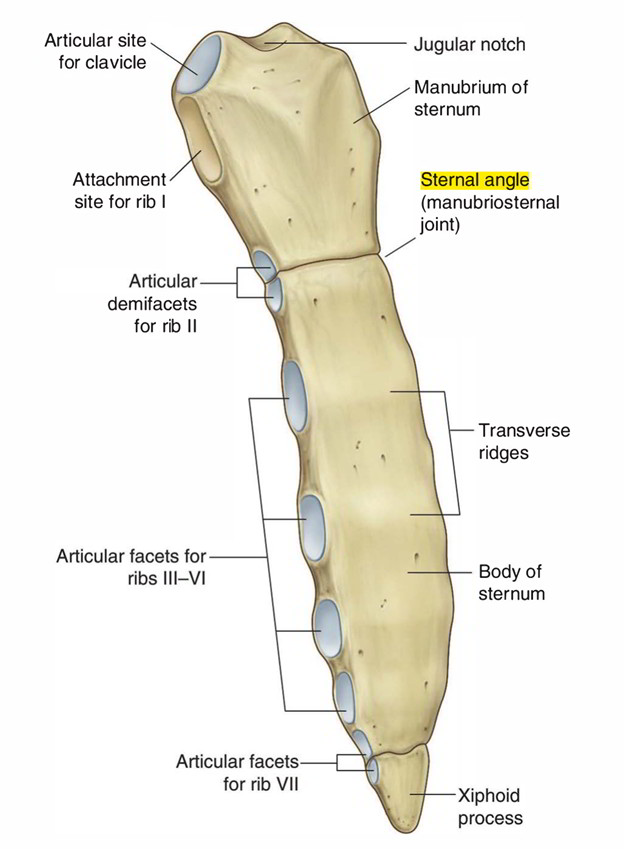 Articular site
for clavicle
Jugular notch
Manubrium of
sternum
Attachment
site for rib I
Sternal angle
(manubriosternal
joint)
Articular
demifacets
for rib II
Transverse
ridges
Articular facets for
ribs III–VI
Body of
sternum
Articular facets
for rib VII
Xiphoid
process